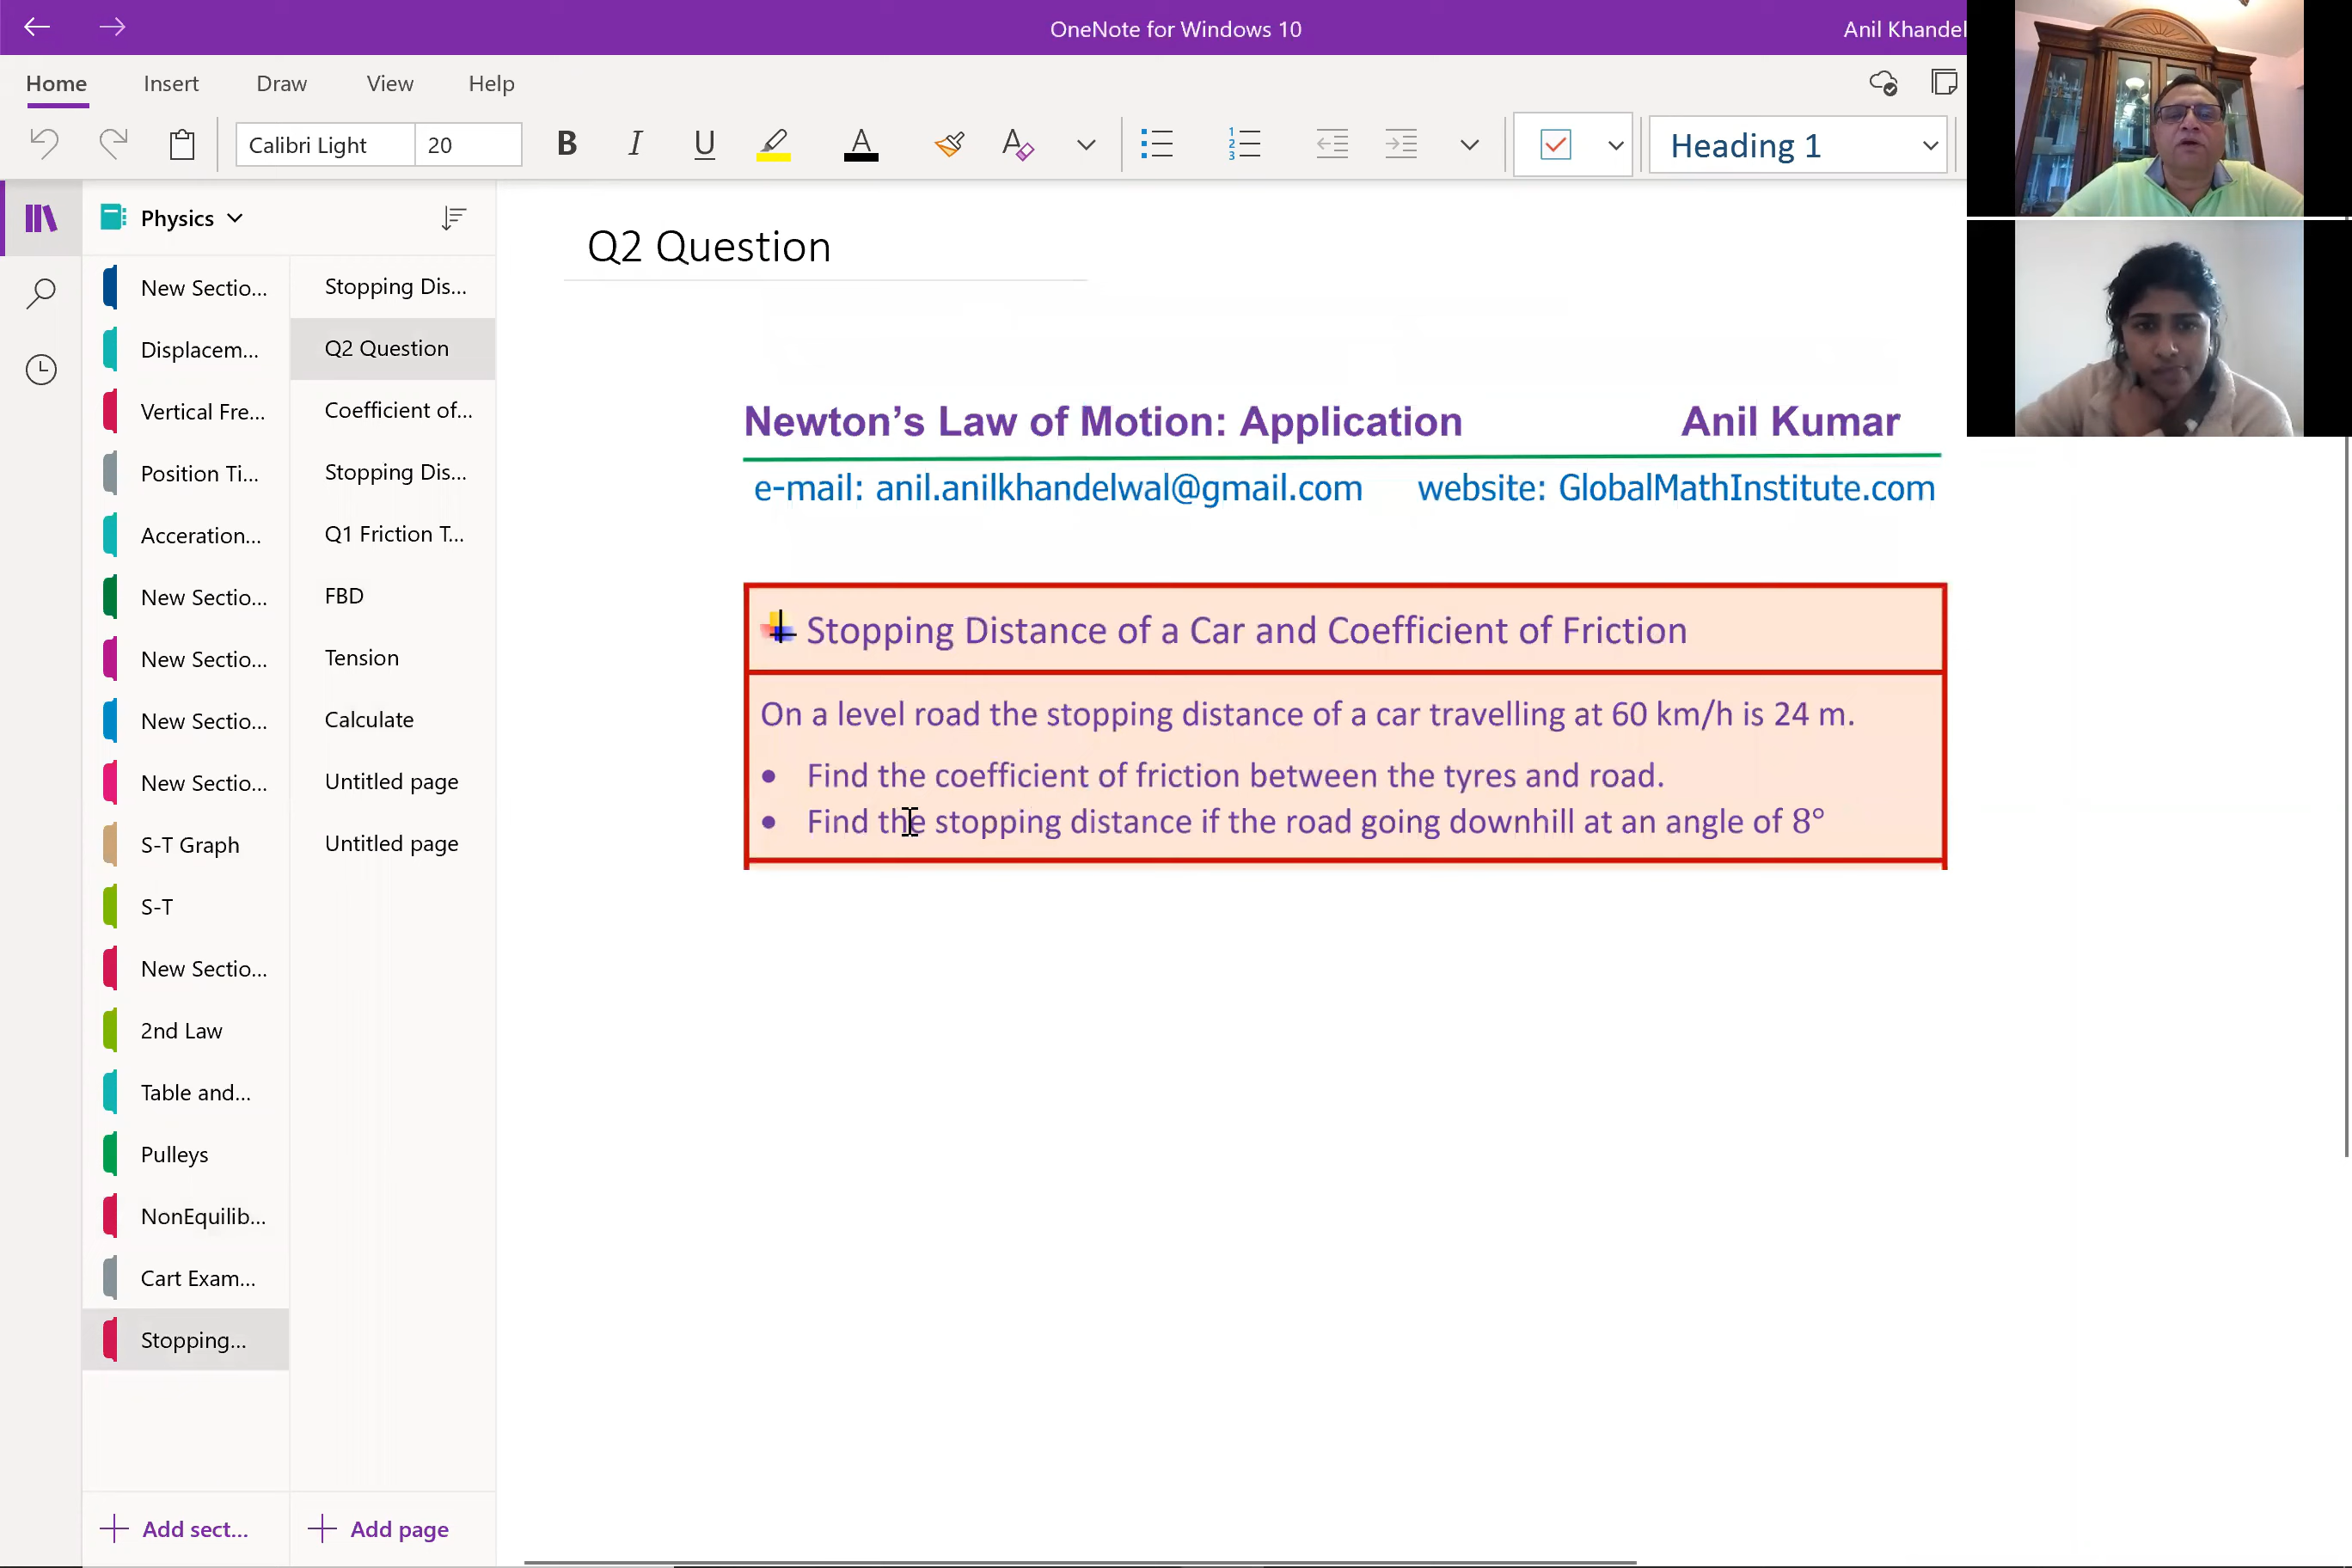 OneNote for Windows 10
Anil Khandel
Home Insert Draw View Help
Calibri Light 20 B I U A A Heading 1
Physics
New Sectio...
Displacem...
Vertical Fre...
Position Ti...
Acceration...
New Sectio...
New Sectio...
New Sectio...
New Sectio...
S-T Graph
S-T
New Sectio...
2nd Law
Table and...
Pulleys
NonEquilib...
Cart Exam...
Stopping...
Add sect...
Stopping Dis...
Q2 Question
Coefficient of...
Stopping Dis...
Q1 Friction T...
FBD
Tension
Calculate
Untitled page
Untitled page
Add page
Q2 Question
Newton's Law of Motion: Application Anil Kumar
e-mail: anil.anilkhandelwal@gmail.com website: GlobalMathInstitute.com
Stopping Distance of a Car and Coefficient of Friction
On a level road the stopping distance of a car travelling at 60 km/h is 24 m.
• Find the coefficient of friction between the tyres and road.
• Find the stopping distance if the road going downhill at an angle of 8°